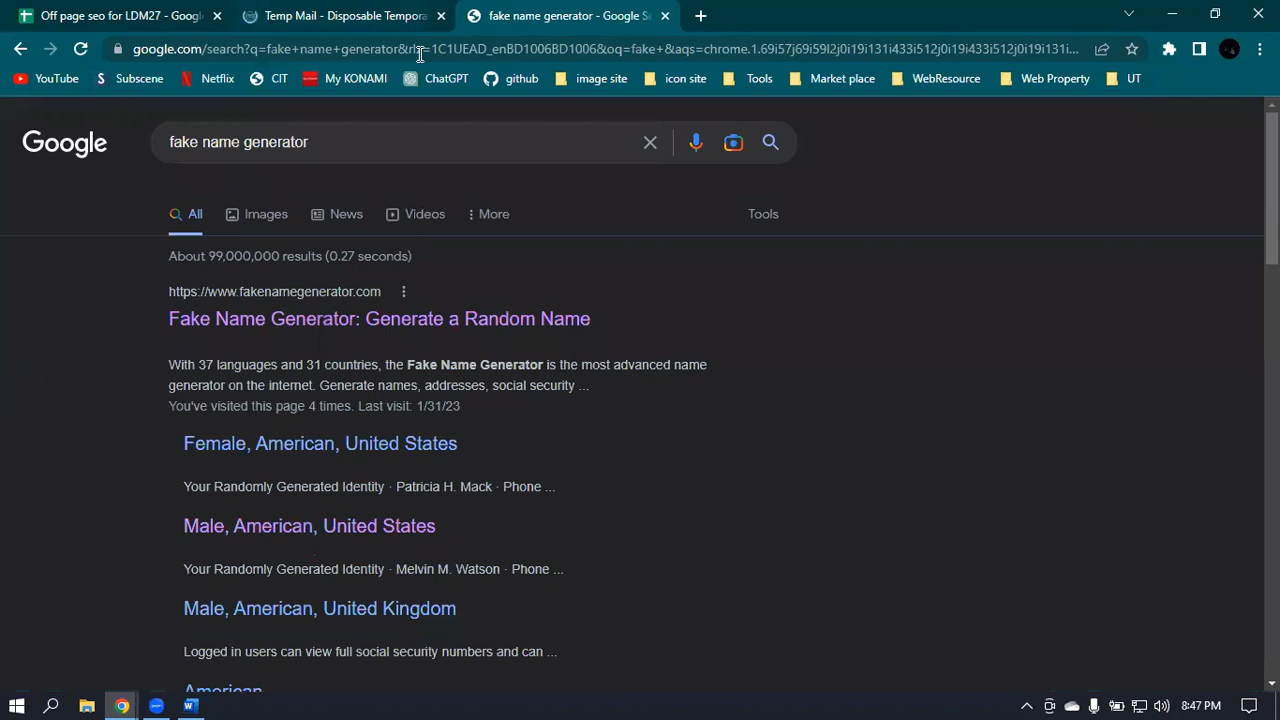 Off page seo for LDM27 - Google
Temp Mail - Disposable Tempora
fake name generator - Google Se
google.com/search?q=fake+name+generator&rlz=1C1UEAD_enBD1006BD1006&oq=fake+&aqs=chrome.1.69i57j69i59l2j0i19i131i433i512j0i19i433i512j0i19i131i...
YouTube
Subscene
Netflix
CIT
My KONAMI
ChatGPT
github
image site
icon site
Tools
Market place
WebResource
Web Property
UT
Google
fake name generator
All
Images
News
Videos
More
Tools
About 99,000,000 results (0.27 seconds)
https://www.fakenamegenerator.com
Fake Name Generator: Generate a Random Name
With 37 languages and 31 countries, the Fake Name Generator is the most advanced name
generator on the internet. Generate names, addresses, social security ...
You've visited this page 4 times. Last visit: 1/31/23
Female, American, United States
Your Randomly Generated Identity · Patricia H. Mack · Phone ...
Male, American, United States
Your Randomly Generated Identity · Melvin M. Watson · Phone ...
Male, American, United Kingdom
Logged in users can view full social security numbers and can ...
American
8:47 PM